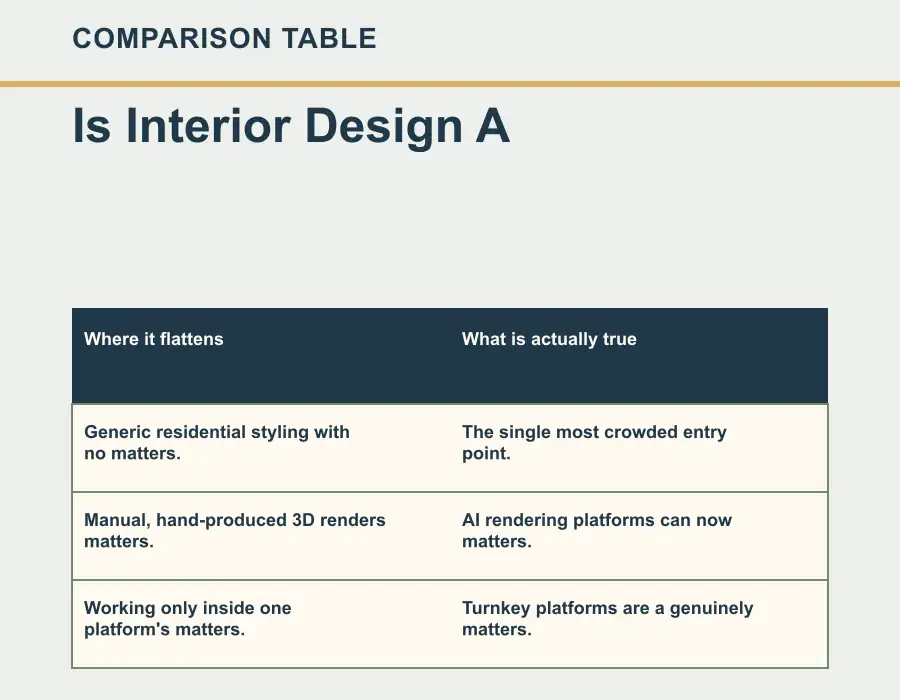 COMPARISON TABLE
Is Interior Design A
Where it flattens
What is actually true
Generic residential styling with
no matters.
The single most crowded entry
point.
Manual, hand-produced 3D renders
matters.
AI rendering platforms can now
matters.
Working only inside one
platform's matters.
Turnkey platforms are a genuinely
matters.